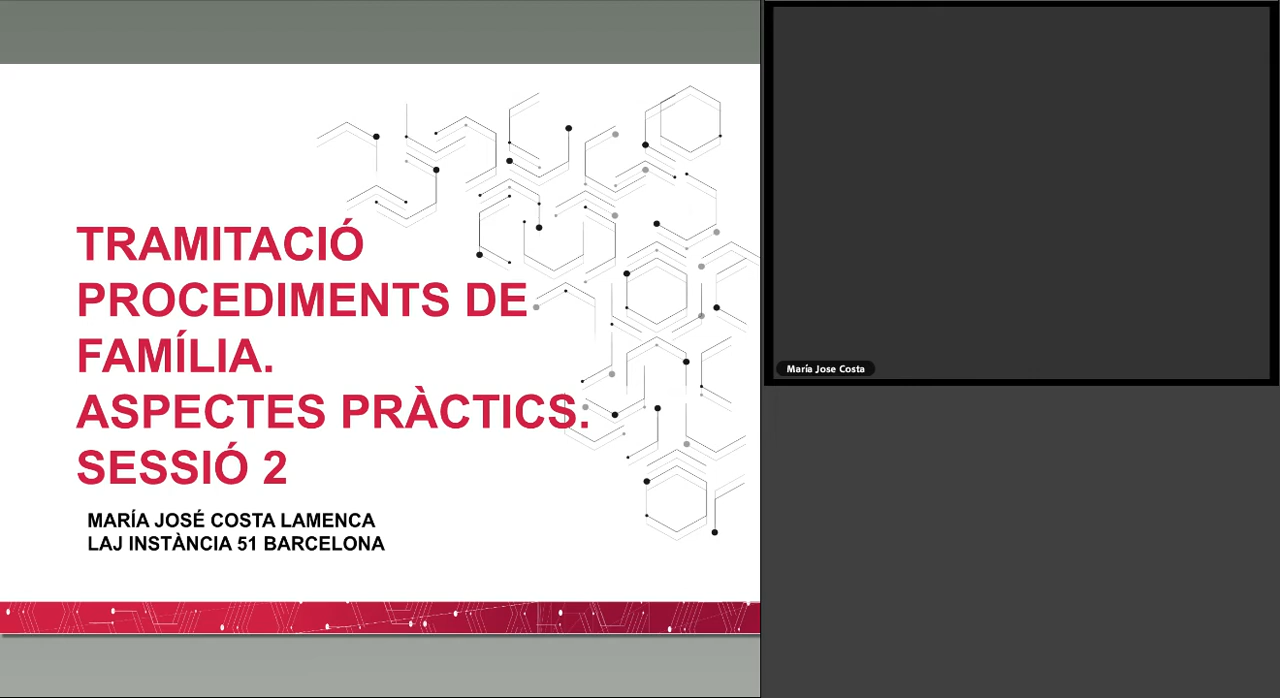 TRAMITACIÓ
PROCEDIMENTS DE
FAMÍLIA.
ASPECTES PRÀCTICS.
SESSIÓ 2
MARÍA JOSÉ COSTA LAMENCA
LAJ INSTÀNCIA 51 BARCELONA
María Jose Costa